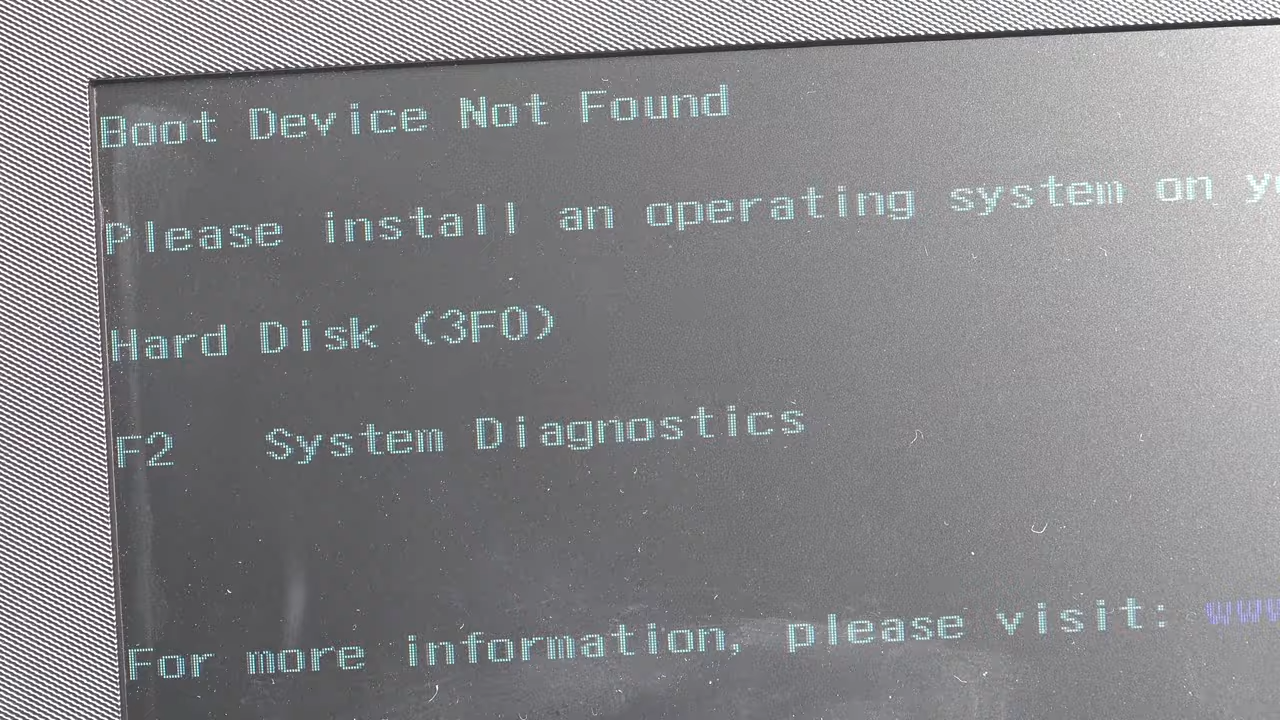 Boot Device Not Found
Please install an operating system on
Hard Disk (3F0)
F2 System Diagnostics
For more information, please visit: